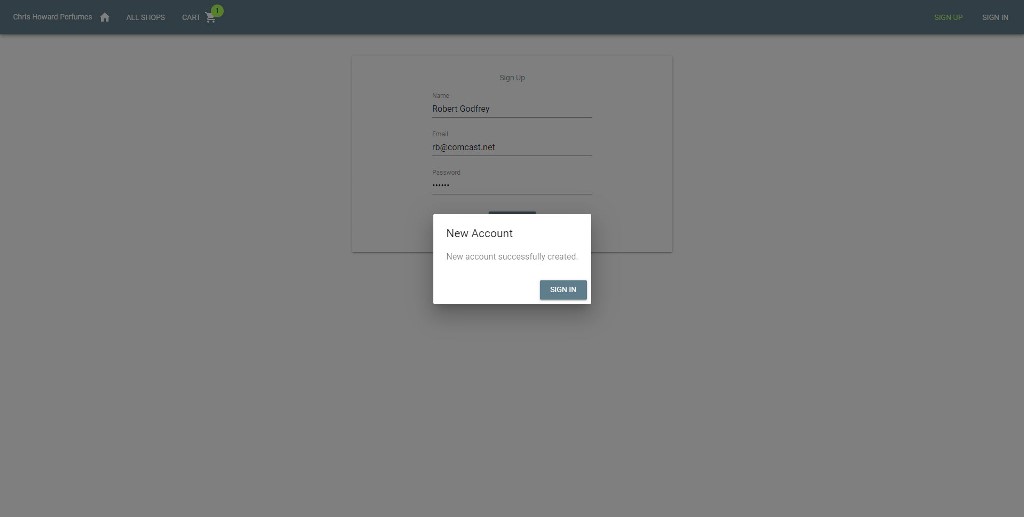 Chris Howard Perfumes
ALL SHOPS
CART
1
SIGN UP
SIGN IN
Sign Up
Name
Robert Godfrey
Email
rb@comcast.net
Password
••••••
New Account
New account successfully created.
SIGN IN